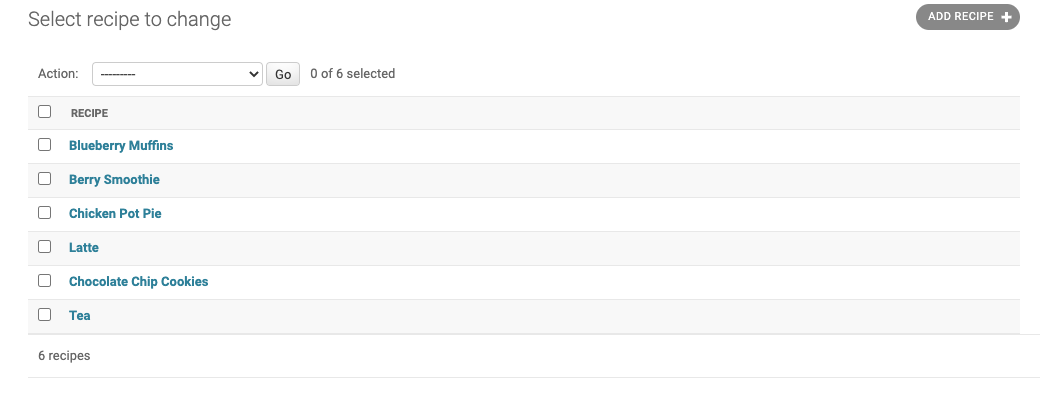 Select recipe to change
ADD RECIPE +
Action: --------- Go 0 of 6 selected
RECIPE
Blueberry Muffins
Berry Smoothie
Chicken Pot Pie
Latte
Chocolate Chip Cookies
Tea
6 recipes